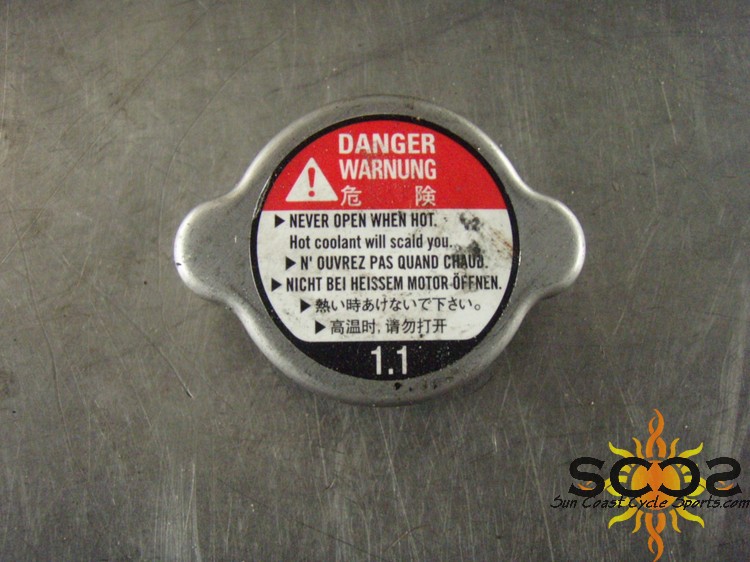 DANGER
WARNUNG
危 険
▶ NEVER OPEN WHEN HOT.
Hot coolant will scald you.
▶ N' OUVREZ PAS QUAND CHAUD.
▶ NICHT BEI HEISSEM MOTOR ÖFFNEN.
▶ 熱い時あけないで下さい。
▶ 高温时, 请勿打开
1.1
SCCS
Sun Coast Cycle Sports.com